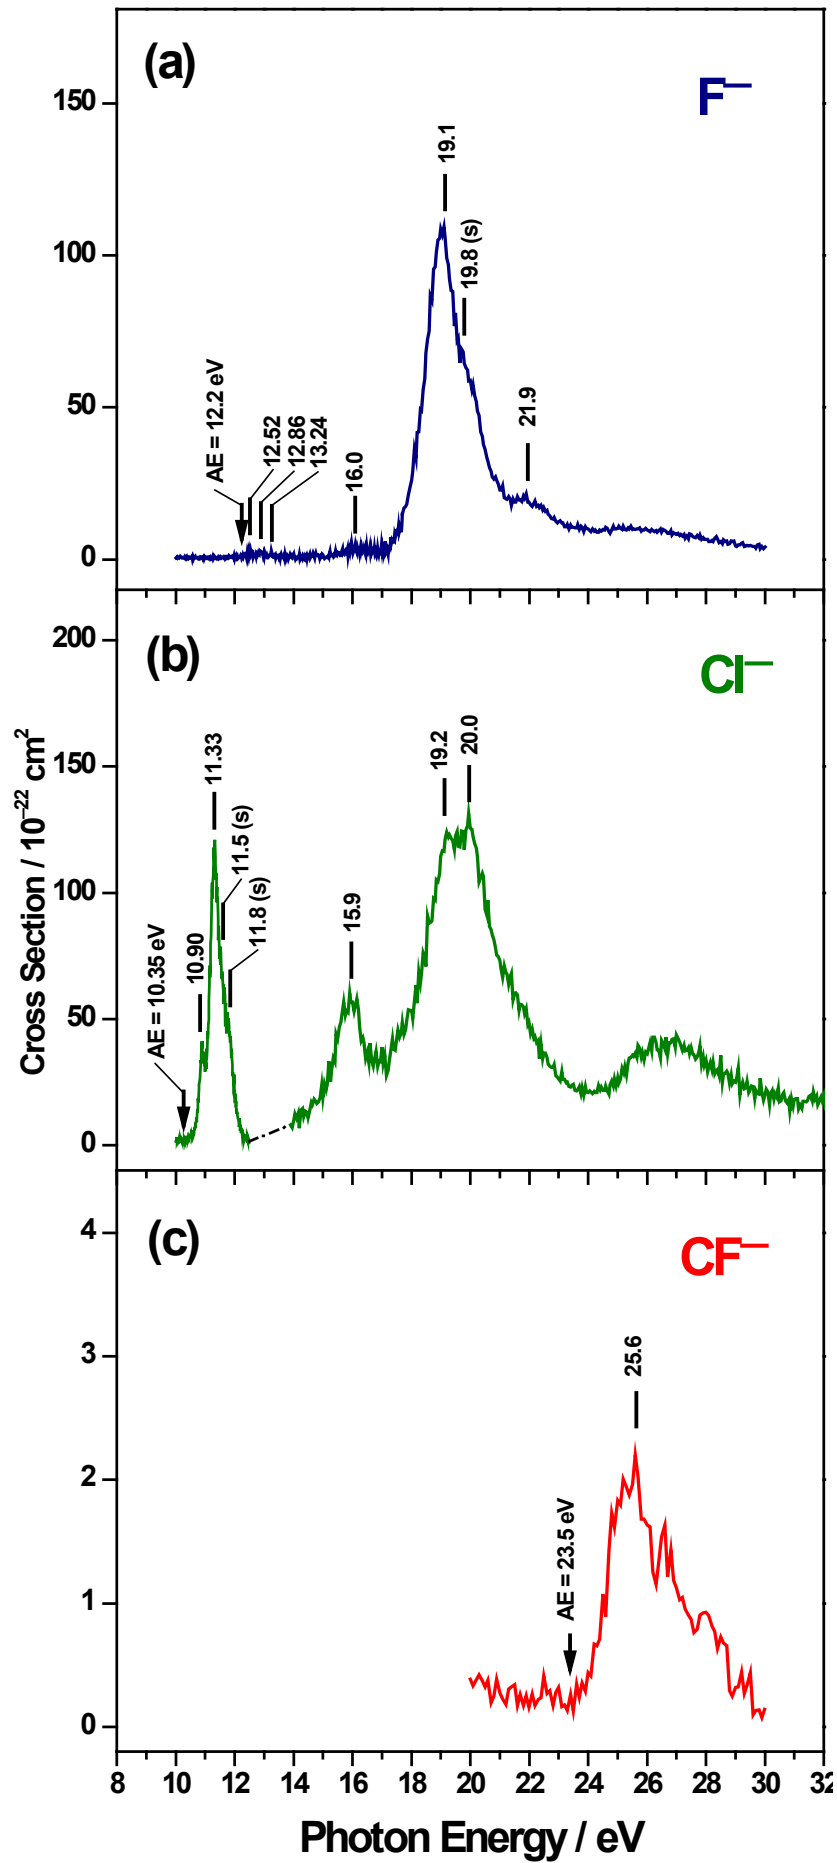 (a)
F—
150
100
50
0
AE = 12.2 eV
12.52
12.86
13.24
16.0
19.1
19.8 (s)
21.9
(b)
Cl—
200
150
100
50
0
AE = 10.35 eV
10.90
11.33
11.5 (s)
11.8 (s)
15.9
19.2
20.0
Cross Section / 10⁻²² cm²
(c)
CF—
4
3
2
1
0
AE = 23.5 eV
25.6
8 10 12 14 16 18 20 22 24 26 28 30 32
Photon Energy / eV